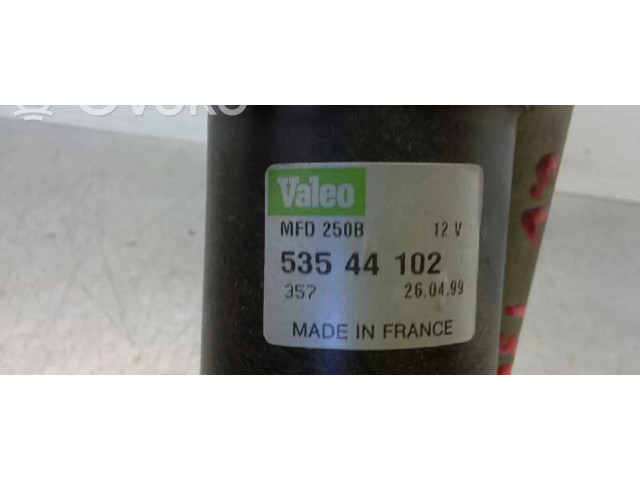 Valeo
MFD 250B 12 V
535 44 102
357 26.04.99
MADE IN FRANCE